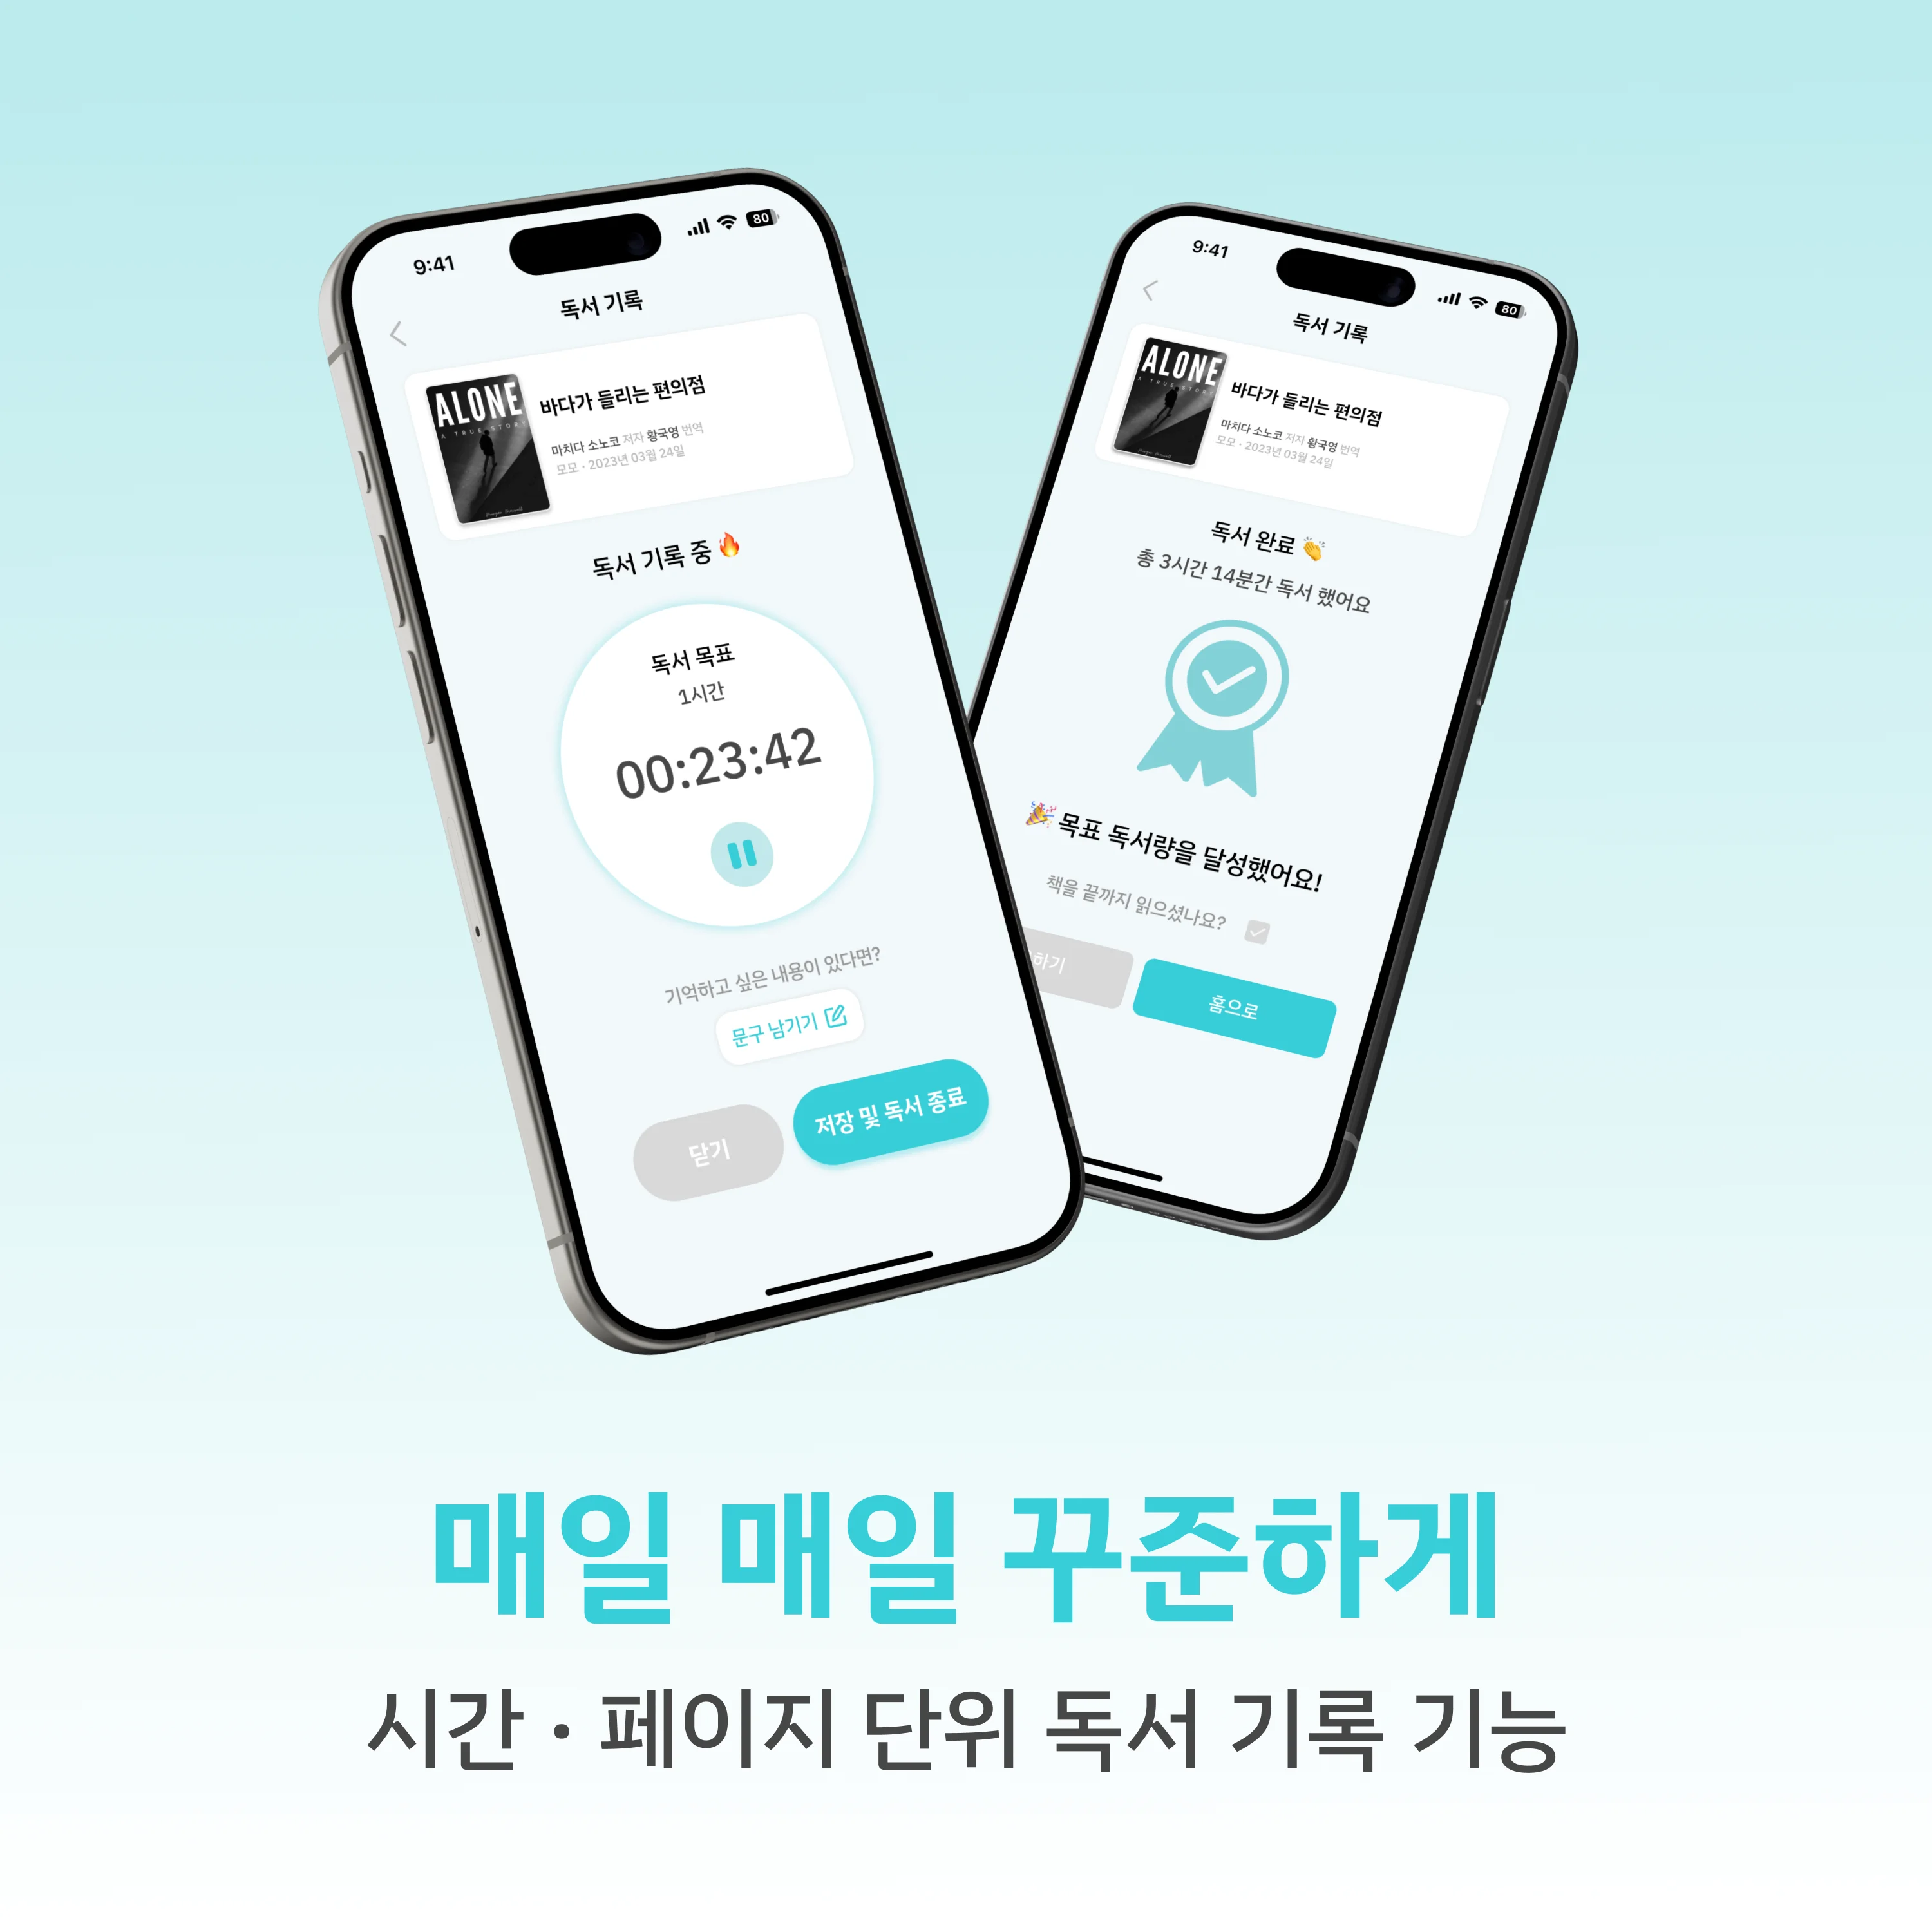 9:41
80
독서 기록
ALONE
A TRUE STORY
바다가 들리는 편의점
마치다 소노코 저자 황국영 번역
모모 · 2023년 03월 24일
독서 기록 중 🔥
독서 목표
1시간
00:23:42
기억하고 싶은 내용이 있다면?
문구 남기기
닫기
저장 및 독서 종료
9:41
80
독서 기록
ALONE
A TRUE STORY
바다가 들리는 편의점
마치다 소노코 저자 황국영 번역
모모 · 2023년 03월 24일
독서 완료 👏
총 3시간 14분간 독서 했어요
🎉 목표 독서량을 달성했어요!
책을 끝까지 읽으셨나요?
하기
홈으로
매일 매일 꾸준하게
시간 · 페이지 단위 독서 기록 기능